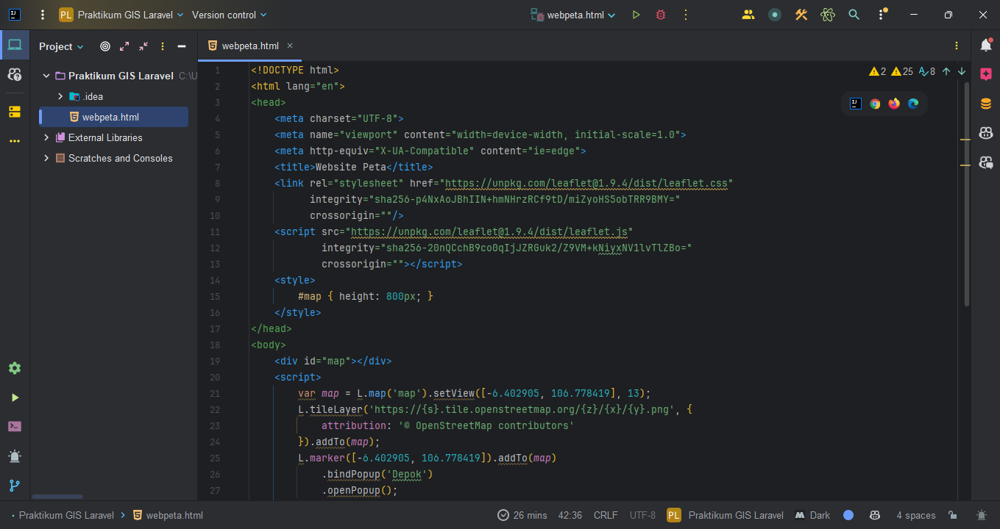 PL Praktikum GIS Laravel Version control webpeta.html
Project
webpeta.html
Praktikum GIS Laravel C:\U
.idea
webpeta.html
External Libraries
Scratches and Consoles
2 25 8
1 <!DOCTYPE html>
2 <html lang="en">
3 <head>
4 <meta charset="UTF-8">
5 <meta name="viewport" content="width=device-width, initial-scale=1.0">
6 <meta http-equiv="X-UA-Compatible" content="ie=edge">
7 <title>Website Peta</title>
8 <link rel="stylesheet" href="https://unpkg.com/leaflet@1.9.4/dist/leaflet.css"
9 integrity="sha256-p4NxAoJBhIIN+hmNHrzRCf9tD/miZyoHS5obTRR9BMY="
10 crossorigin=""/>
11 <script src="https://unpkg.com/leaflet@1.9.4/dist/leaflet.js"
12 integrity="sha256-20nQCchB9co0qIjJZRGuk2/Z9VM+kNiyxNV1lvTlZBo="
13 crossorigin=""></script>
14 <style>
15 #map { height: 800px; }
16 </style>
17 </head>
18 <body>
19 <div id="map"></div>
20 <script>
21 var map = L.map('map').setView([-6.402905, 106.778419], 13);
22 L.tileLayer('https://{s}.tile.openstreetmap.org/{z}/{x}/{y}.png', {
23 attribution: '© OpenStreetMap contributors'
24 }).addTo(map);
25 L.marker([-6.402905, 106.778419]).addTo(map)
26 .bindPopup('Depok')
27 .openPopup();
Praktikum GIS Laravel webpeta.html 26 mins 42:36 CRLF UTF-8 PL Praktikum GIS Laravel M Dark 4 spaces